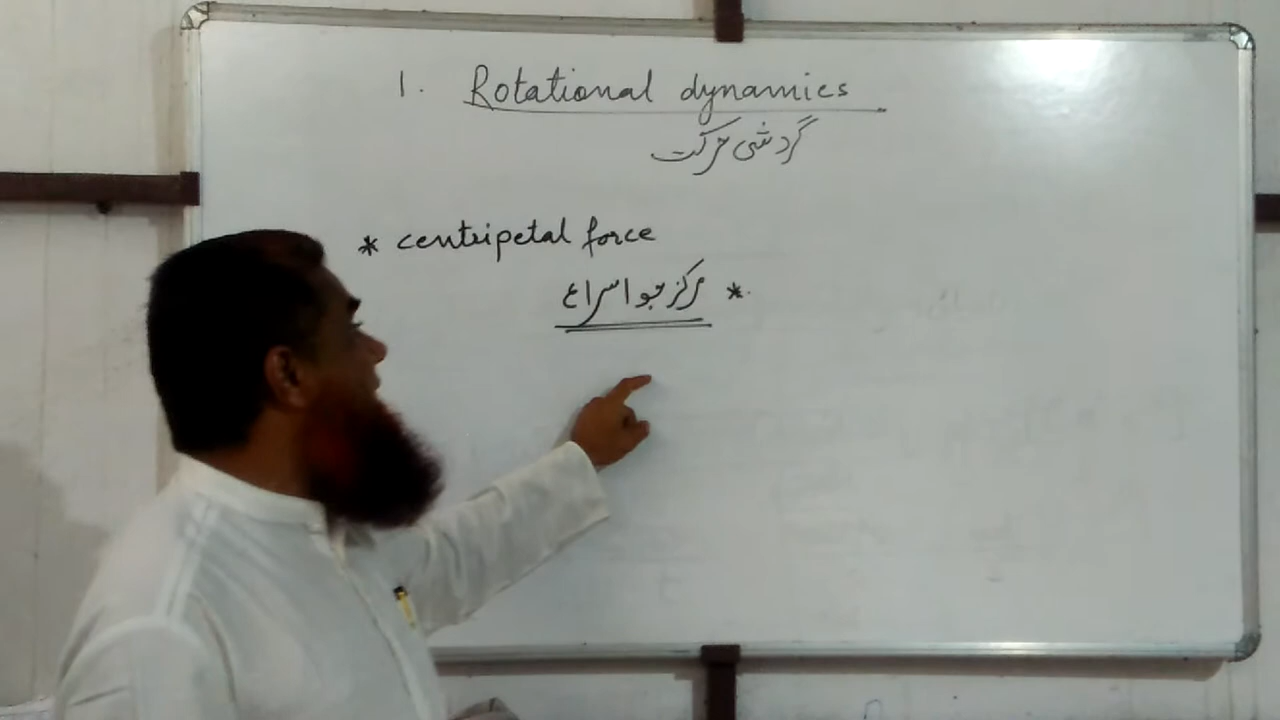 1. Rotational dynamics
گردشی حرکت
* centripetal force
* مرکز جو اسراع